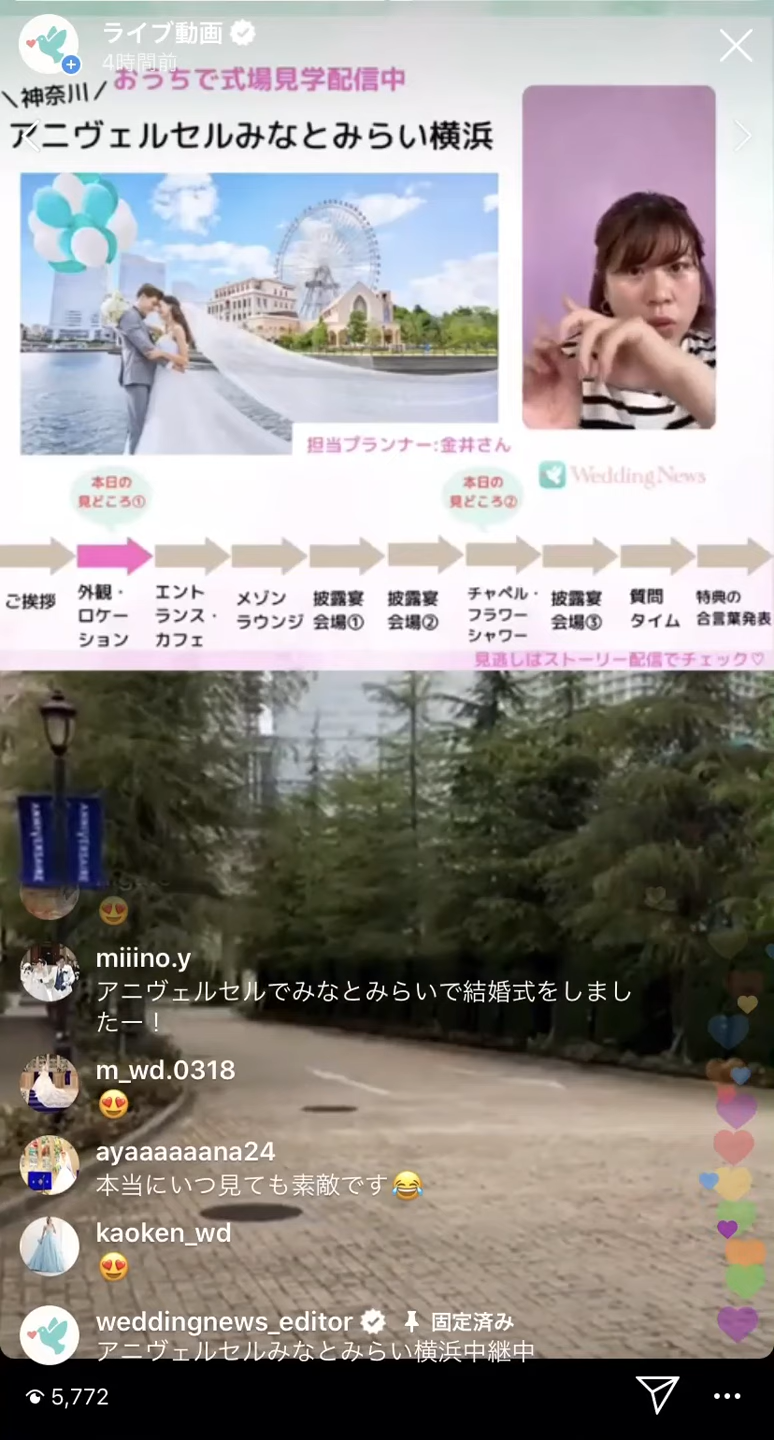 ライブ動画
4時間前
おうちで式場見学配信中
＼神奈川／
アニヴェルセルみなとみらい横浜
担当プランナー:金井さん
WeddingNews
本日の
見どころ①
本日の
見どころ②
ご挨拶
外観・
ロケー
ション
エント
ランス・
カフェ
メゾン
ラウンジ
披露宴
会場①
披露宴
会場②
チャペル・
フラワー
シャワー
披露宴
会場③
質問
タイム
特典の
合言葉発表
見逃しはストーリー配信でチェック♡
ANNIVERSAIRE
ANNIVERSAIRE
😍
miiino.y
アニヴェルセルでみなとみらいで結婚式をしまし
たー！
m_wd.0318
😍
ayaaaaaana24
本当にいつ見ても素敵です😂
kaoken_wd
😍
weddingnews_editor 固定済み
アニヴェルセルみなとみらい横浜中継中
5,772